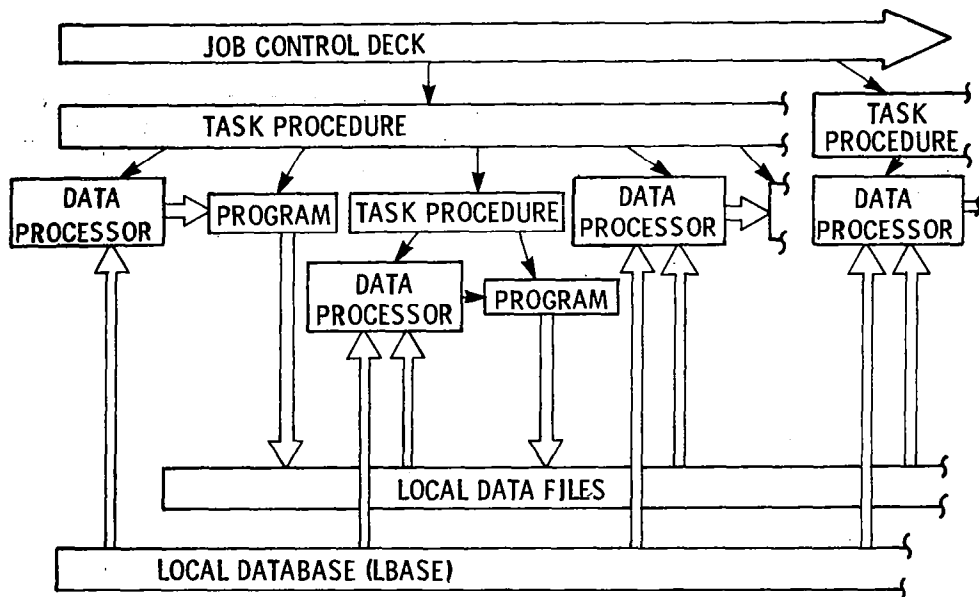 JOB CONTROL DECK
TASK PROCEDURE
TASK
PROCEDURE
DATA
PROCESSOR
PROGRAM
TASK PROCEDURE
DATA
PROCESSOR
DATA
PROCESSOR
DATA
PROCESSOR
PROGRAM
LOCAL DATA FILES
LOCAL DATABASE (LBASE)